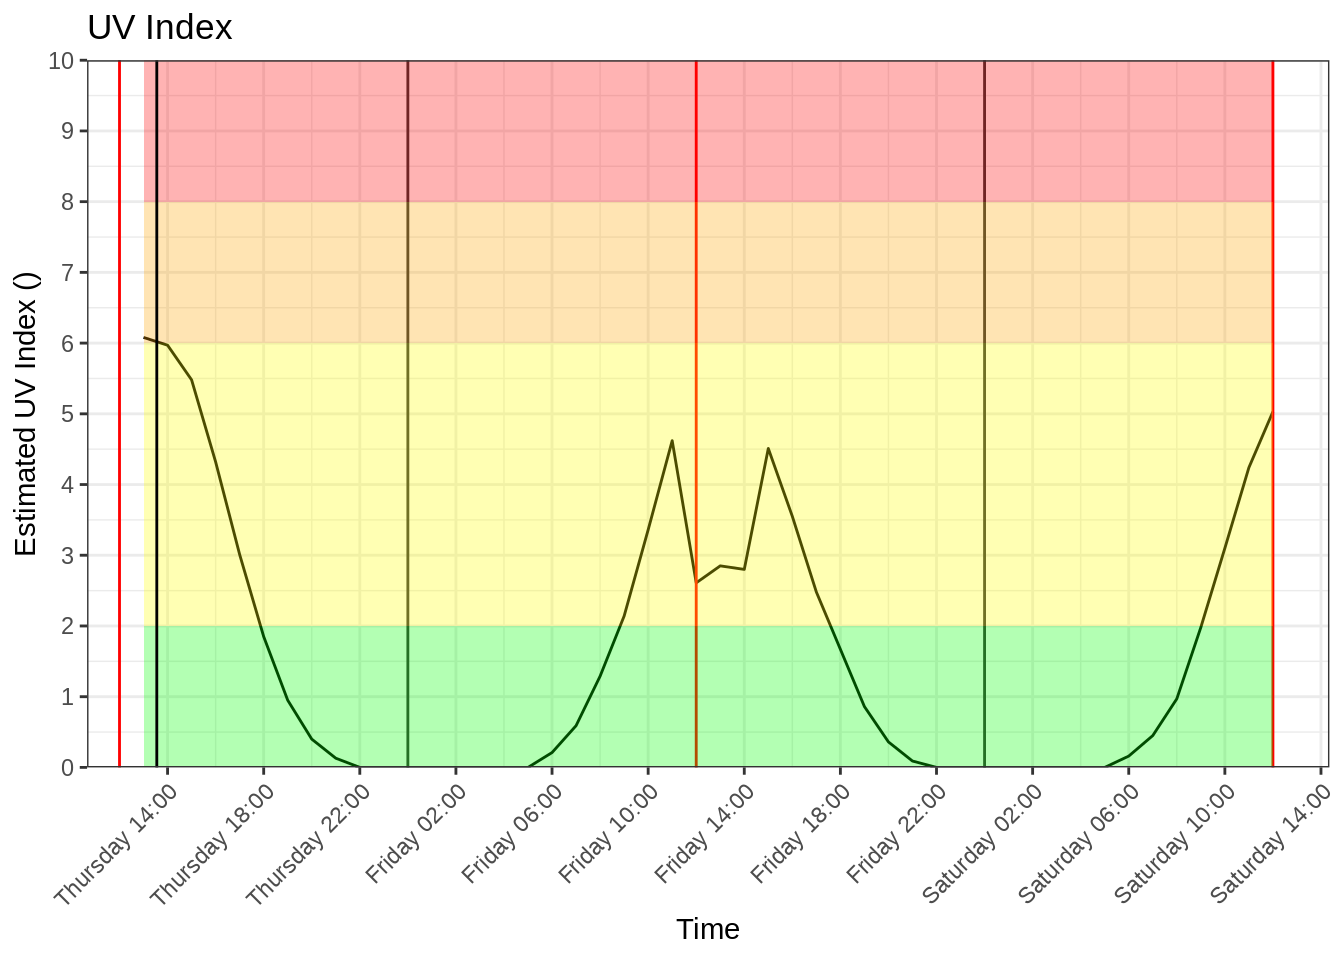 UV Index
Estimated UV Index ()
10
9
8
7
6
5
4
3
2
1
0
Thursday 14:00
Thursday 18:00
Thursday 22:00
Friday 02:00
Friday 06:00
Friday 10:00
Friday 14:00
Friday 18:00
Friday 22:00
Saturday 02:00
Saturday 06:00
Saturday 10:00
Saturday 14:00
Time